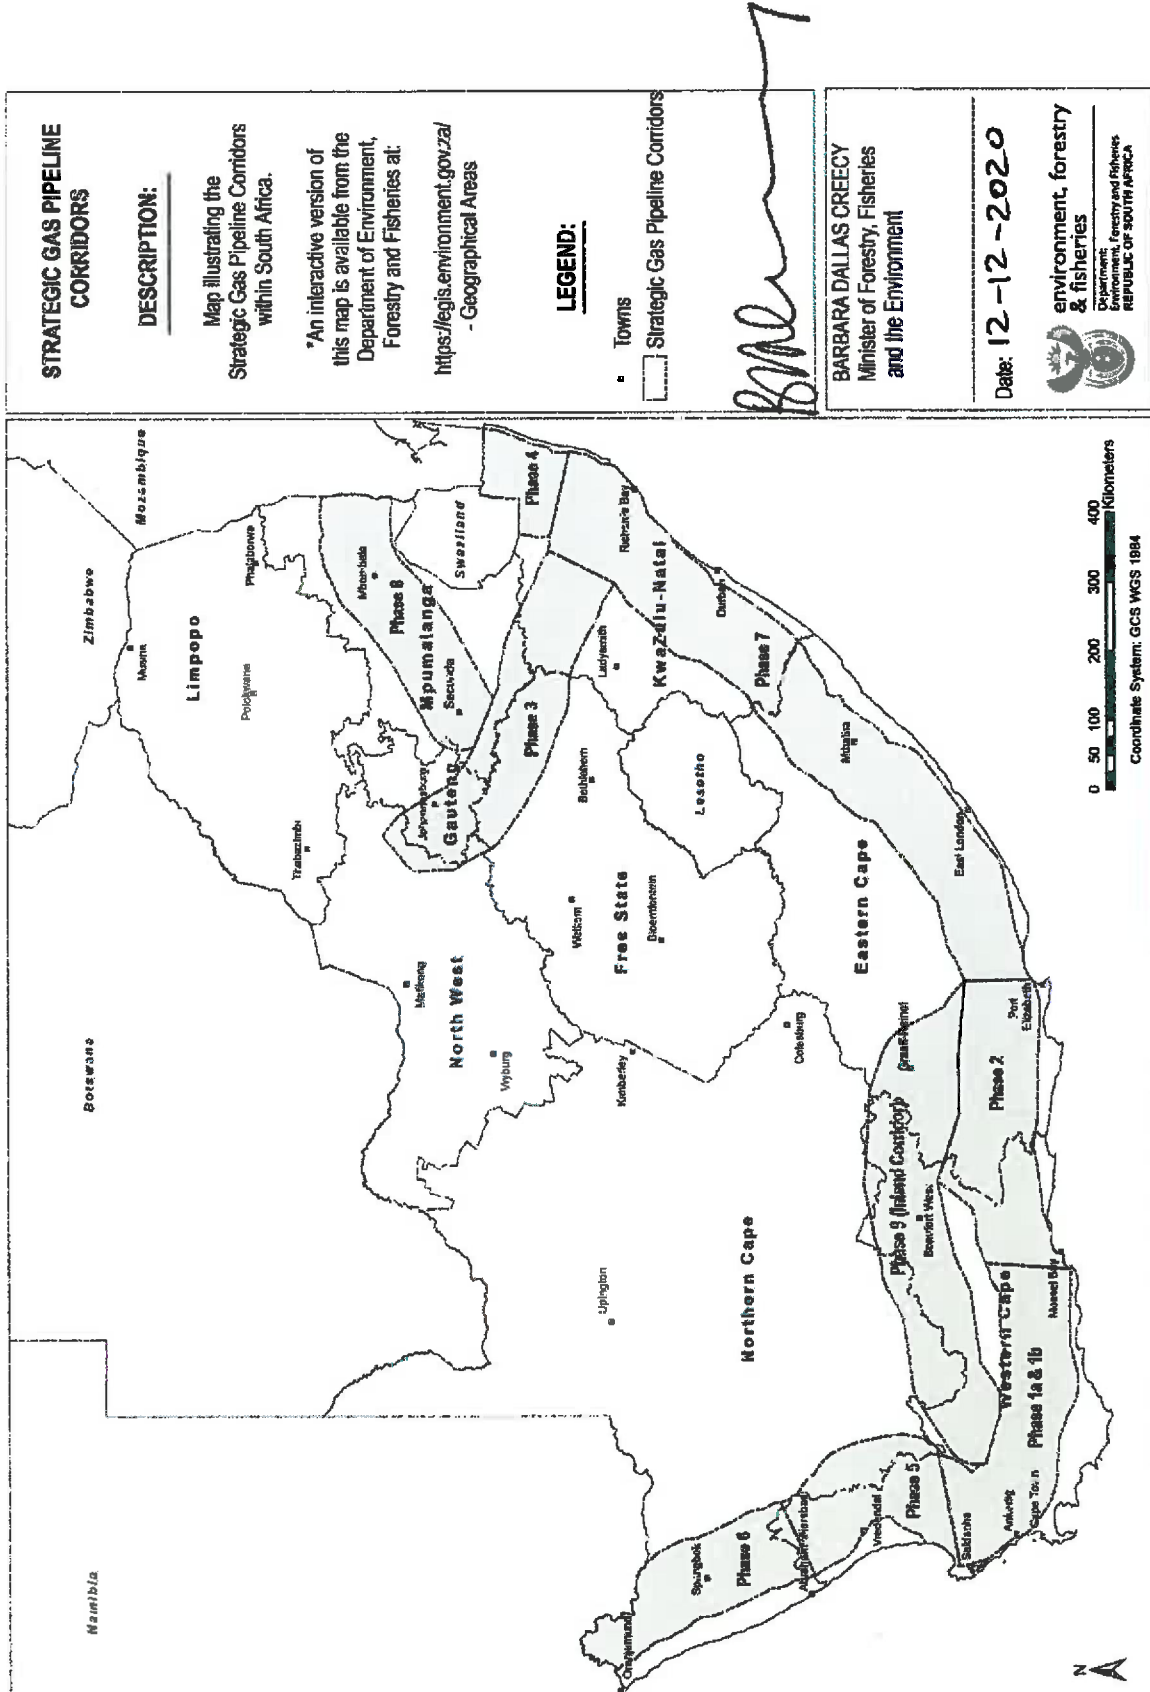 STRATEGIC GAS PIPELINE
CORRIDORS
DESCRIPTION:
Map illustrating the
Strategic Gas Pipeline Corridors
within South Africa.
*An interactive version of
this map is available from the
Department of Environment,
Forestry and Fisheries at:
https://egis.environment.gov.za/
- Geographical Areas
LEGEND:
Towns
Strategic Gas Pipeline Corridors
BARBARA DALLAS CREECY
Minister of Forestry, Fisheries
and the Environment
Date: 12-12-2020
environment, forestry
& fisheries
Department:
Environment, Forestry and Fisheries
REPUBLIC OF SOUTH AFRICA
Namibia
Botswana
Zimbabwe
Mozambique
Musina
Limpopo
Polokwane
Phalaborwa
Thabazimbi
Mbombela
Phase 8
Mpumalanga
Secunda
Swaziland
Johannesburg
Gauteng
Mafikeng
North West
Vryburg
Phase 3
Phase 4
Welkom
Bethlehem
Ladysmith
Richards Bay
Free State
Bloemfontein
Kimberley
Upington
KwaZulu-Natal
Lesotho
Durban
Phase 7
Northern Cape
Colesburg
Eastern Cape
Mthatha
East London
Springbok
Oranjemund
Phase 6
Vredendal
Phase 5
Phase 9 (Inland Corridor)
Graaff-Reinet
Beaufort West
Phase 2
Port
Elizabeth
Saldanha
Ankerlig
Cape Town
Western Cape
Phase 1a & 1b
Mossel Bay
N
0 50 100 200 300 400
Kilometers
Coordinate System: GCS WGS 1984